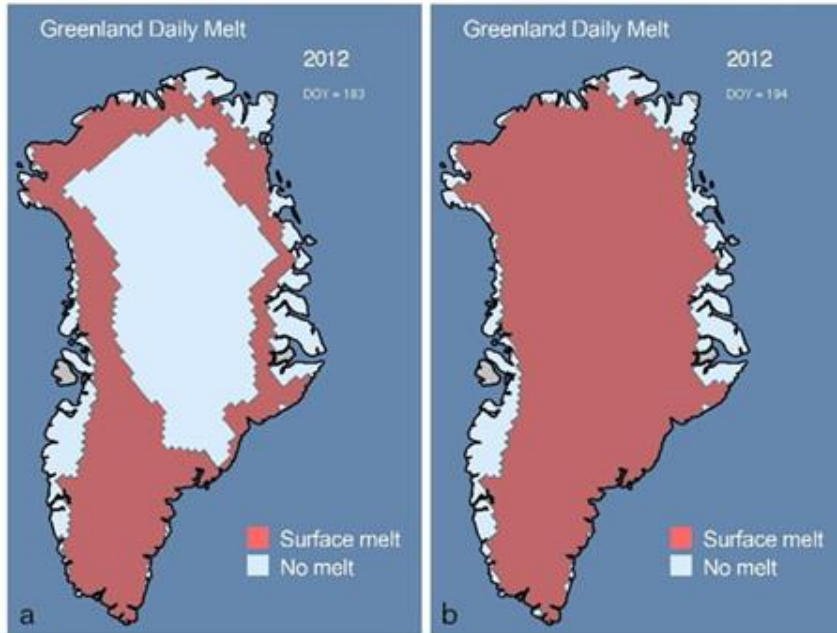 Greenland Daily Melt
2012
DOY = 183
Surface melt
No melt
a
Greenland Daily Melt
2012
DOY = 194
Surface melt
No melt
b